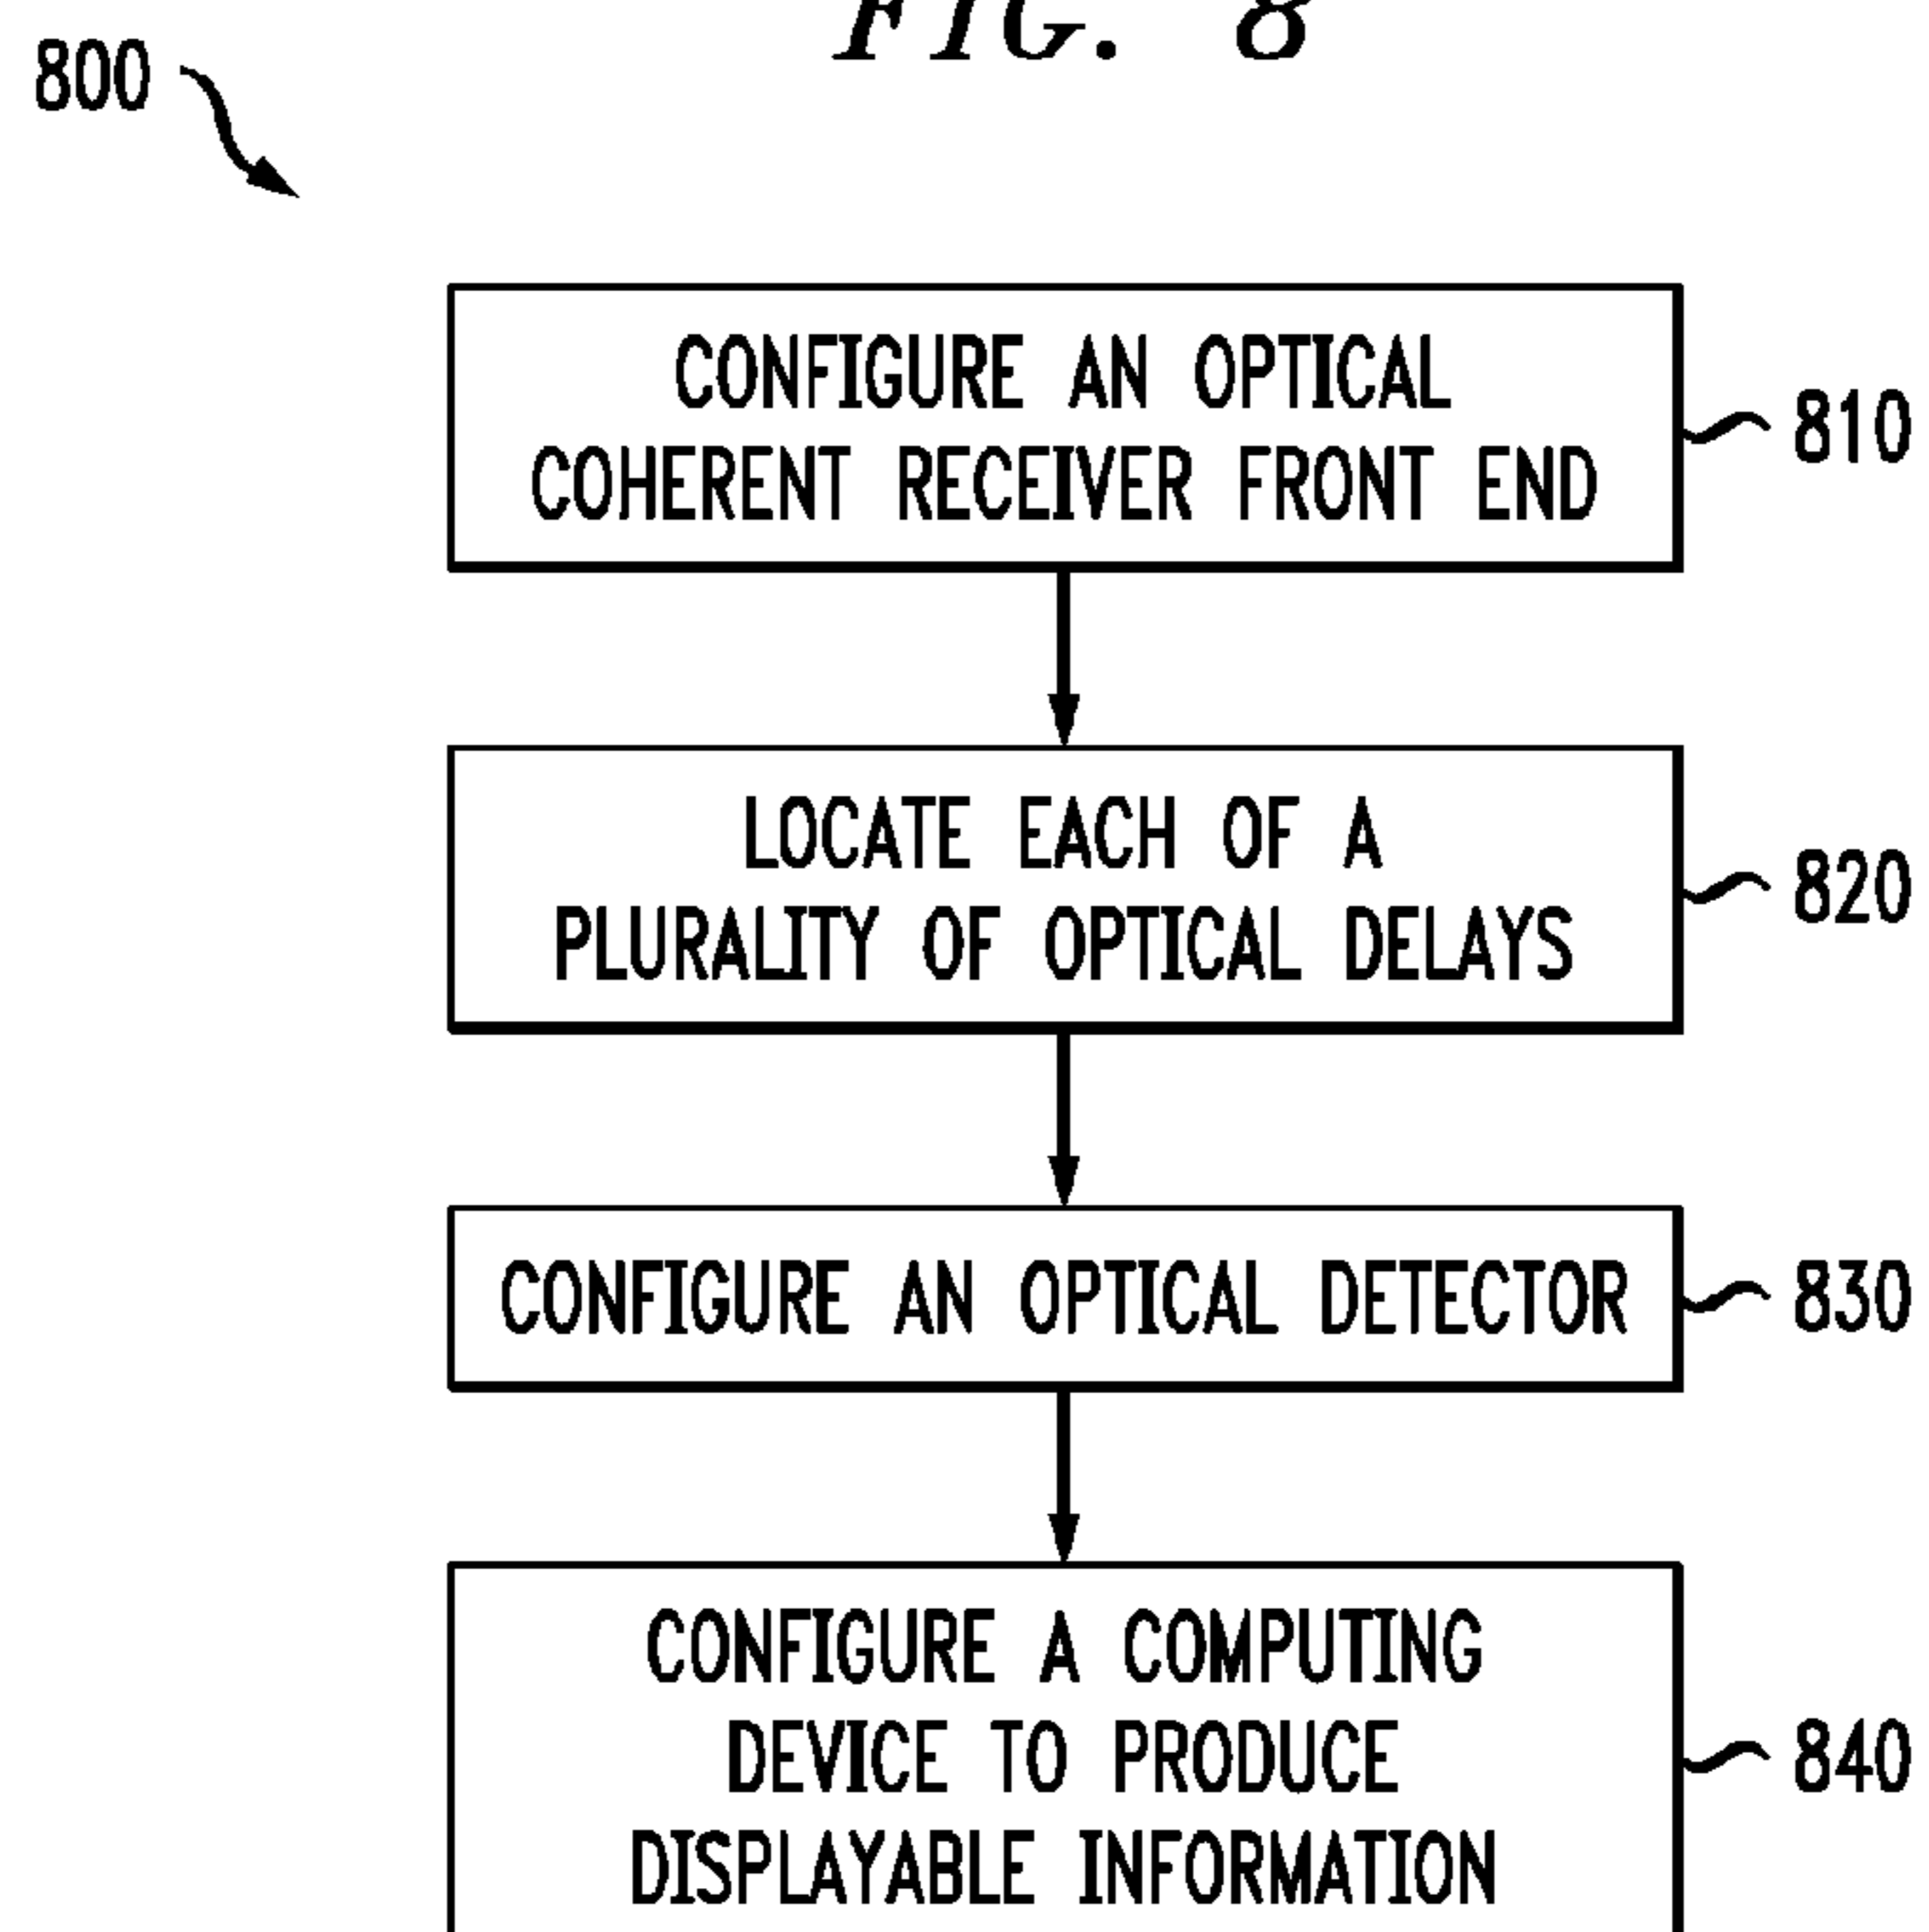 FIG. 8
800
CONFIGURE AN OPTICAL
COHERENT RECEIVER FRONT END
810
LOCATE EACH OF A
PLURALITY OF OPTICAL DELAYS
820
CONFIGURE AN OPTICAL DETECTOR
830
CONFIGURE A COMPUTING
DEVICE TO PRODUCE
DISPLAYABLE INFORMATION
840